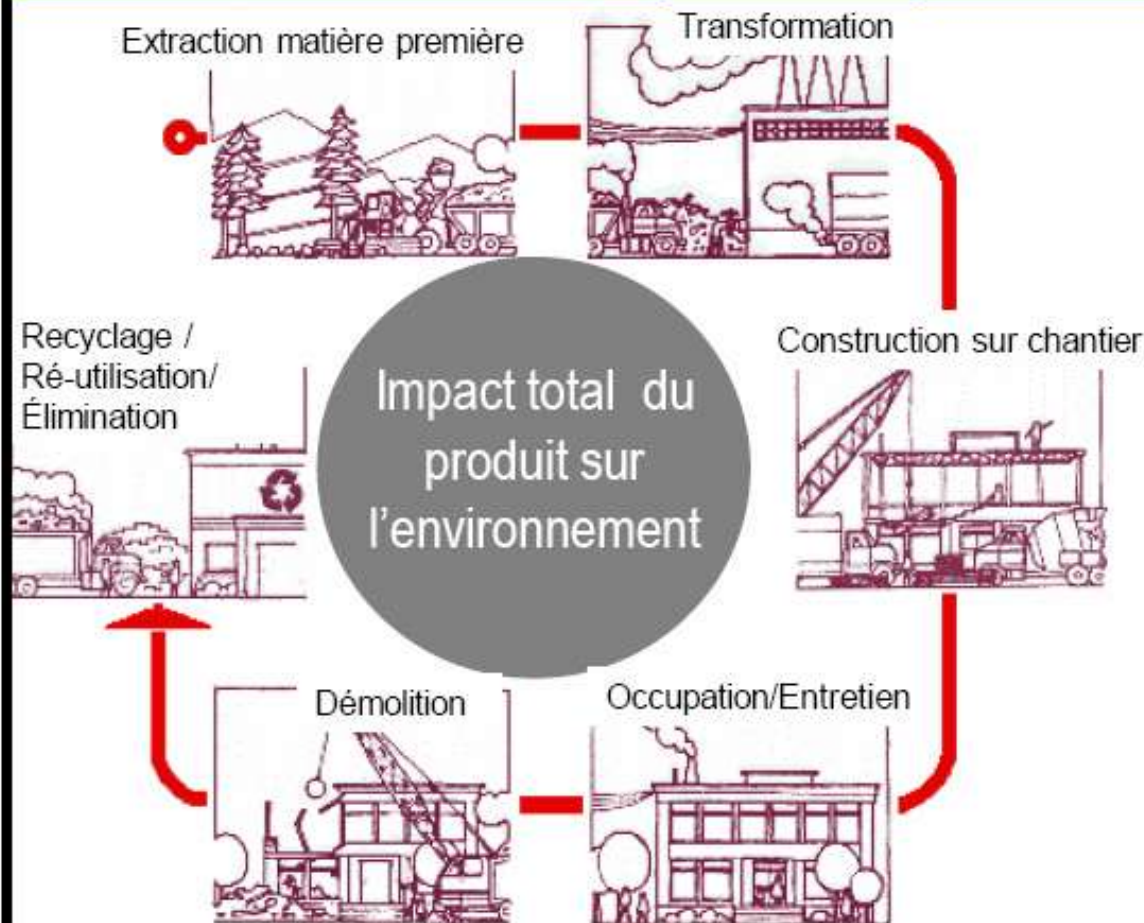 Extraction matière première
Transformation
Construction sur chantier
Recyclage /
Ré-utilisation/
Élimination
Impact total du
produit sur
l'environnement
Démolition
Occupation/Entretien